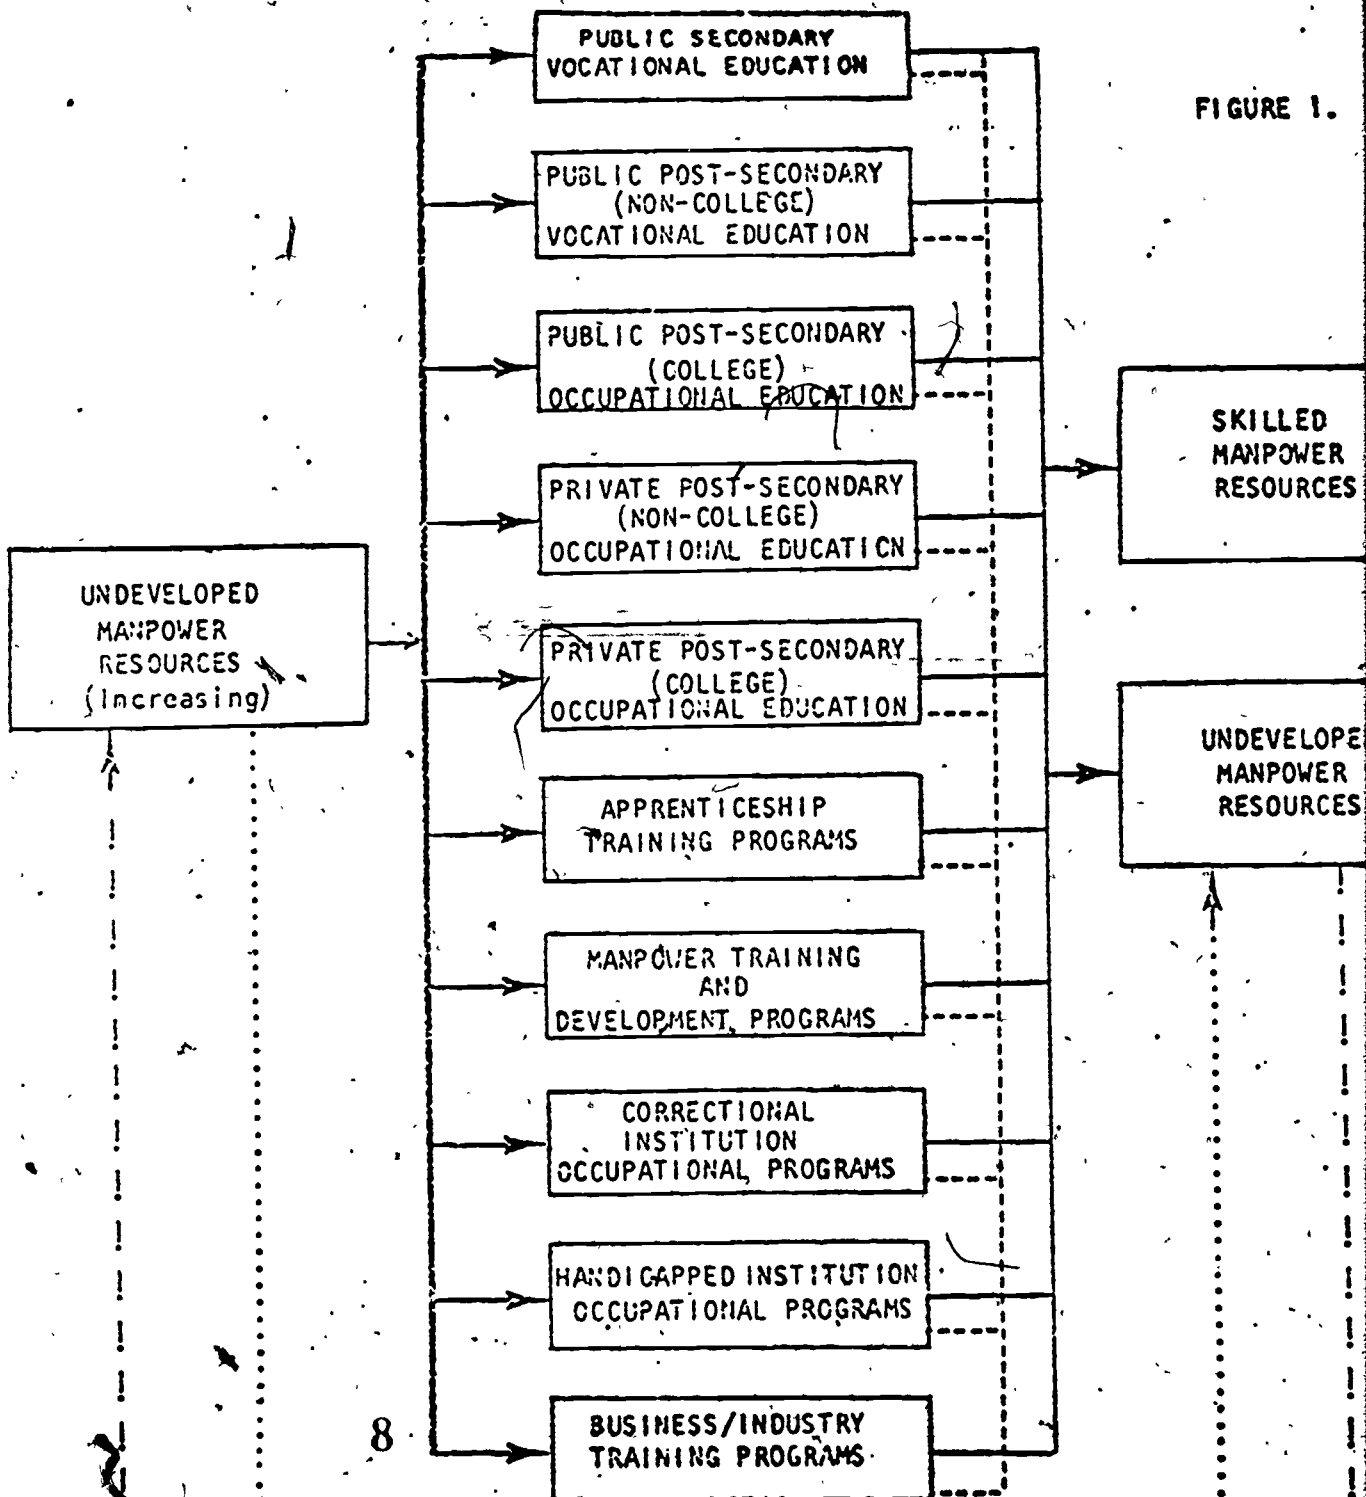 PUBLIC SECONDARY
VOCATIONAL EDUCATION
FIGURE 1.
PUBLIC POST-SECONDARY
(NON-COLLEGE)
VOCATIONAL EDUCATION
PUBLIC POST-SECONDARY
(COLLEGE)
OCCUPATIONAL EDUCATION
SKILLED
MANPOWER
RESOURCES
PRIVATE POST-SECONDARY
(NON-COLLEGE)
OCCUPATIONAL EDUCATION
UNDEVELOPED
MANPOWER
RESOURCES
(Increasing)
PRIVATE POST-SECONDARY
(COLLEGE)
OCCUPATIONAL EDUCATION
UNDEVELOPE
MANPOWER
RESOURCES
APPRENTICESHIP
TRAINING PROGRAMS
MANPOWER TRAINING
AND
DEVELOPMENT PROGRAMS
CORRECTIONAL
INSTITUTION
OCCUPATIONAL PROGRAMS
HANDICAPPED INSTITUTION
OCCUPATIONAL PROGRAMS
BUSINESS/INDUSTRY
TRAINING PROGRAMS
8